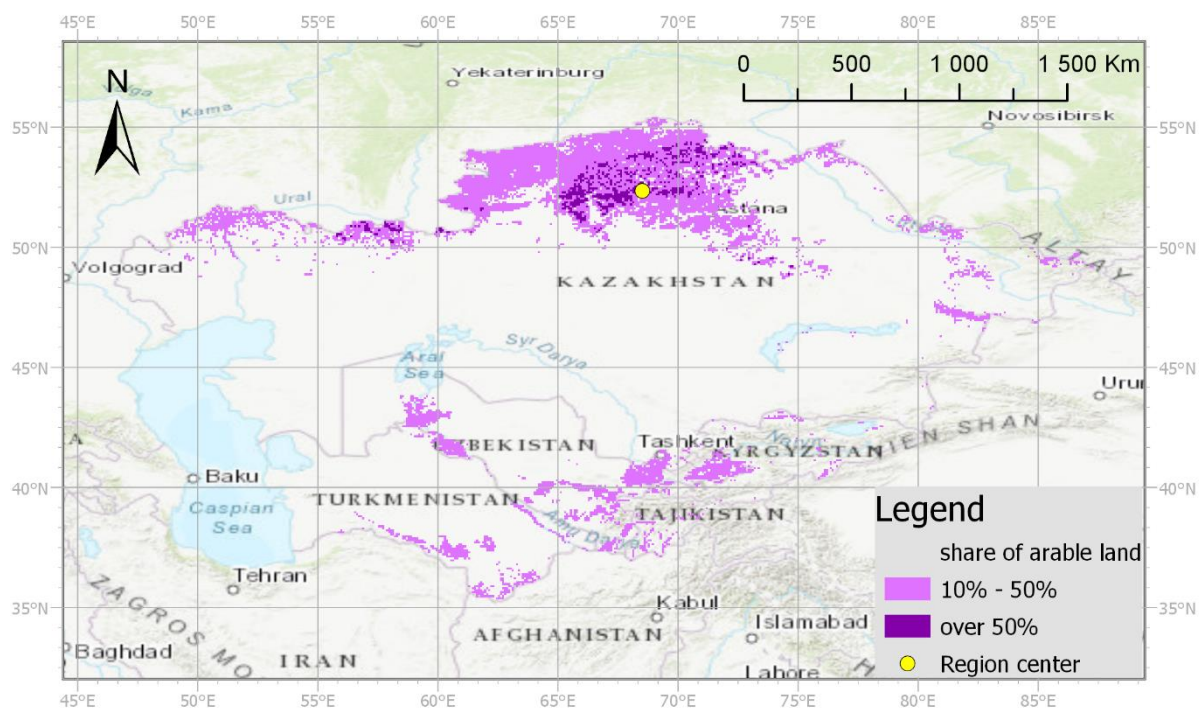 45°E 50°E 55°E 60°E 65°E 70°E 75°E 80°E 85°E
N
0 500 1 000 1 500 Km
Yekaterinburg
Kama
Novosibirsk
55°N 55°N
Ural
Astana
50°N 50°N
Volgograd
ALTAY
KAZAKHSTAN
Syr Darya
Aral
Sea
45°N 45°N
TIEN SHAN
Tashkent
Naryn
UZBEKISTAN
KYRGYZSTAN
Baku
40°N 40°N
TURKMENISTAN
Caspian
Sea
TAJIKISTAN
Amu Darya
Legend
share of arable land
10% - 50%
over 50%
Region center
Tehran
35°N 35°N
ZAGROS MO
Kabul
Islamabad
AFGHANISTAN
Baghdad
IRAN
Lahore
H
45°E 50°E 55°E 60°E 65°E 70°E 75°E 80°E 85°E